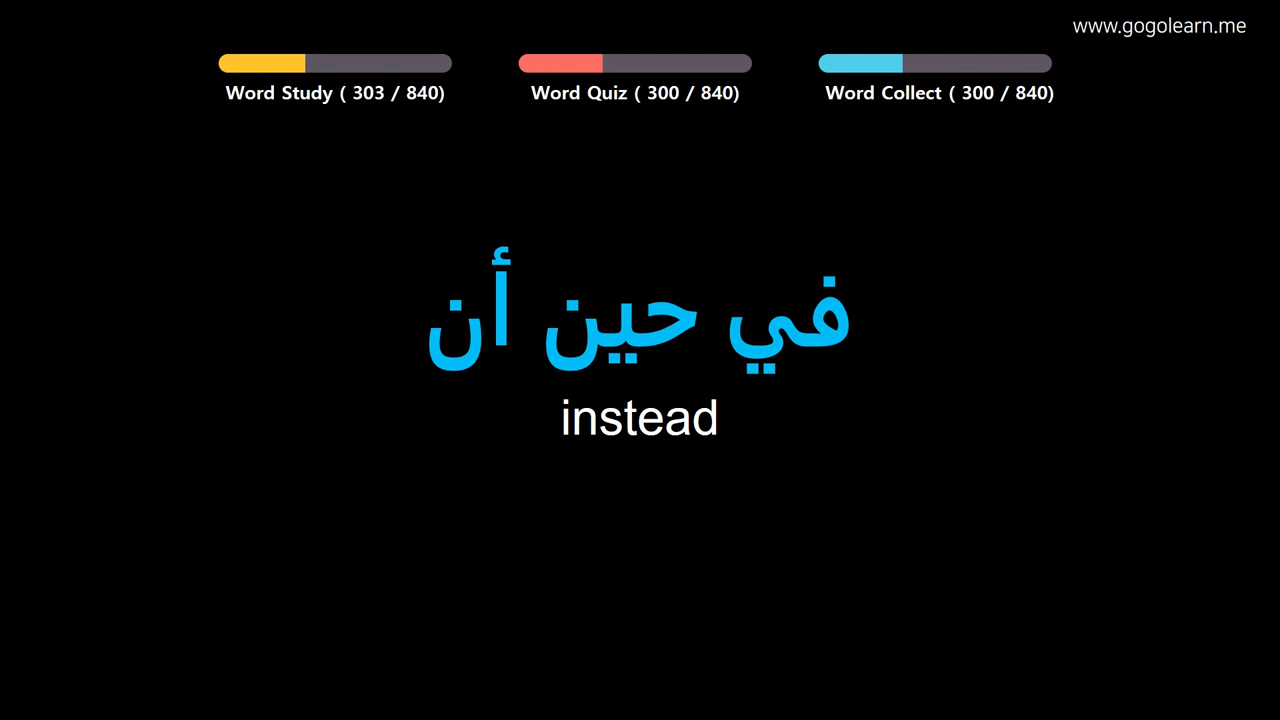 www.gogolearn.me
Word Study ( 303 / 840)
Word Quiz ( 300 / 840)
Word Collect ( 300 / 840)
في حين أن
instead